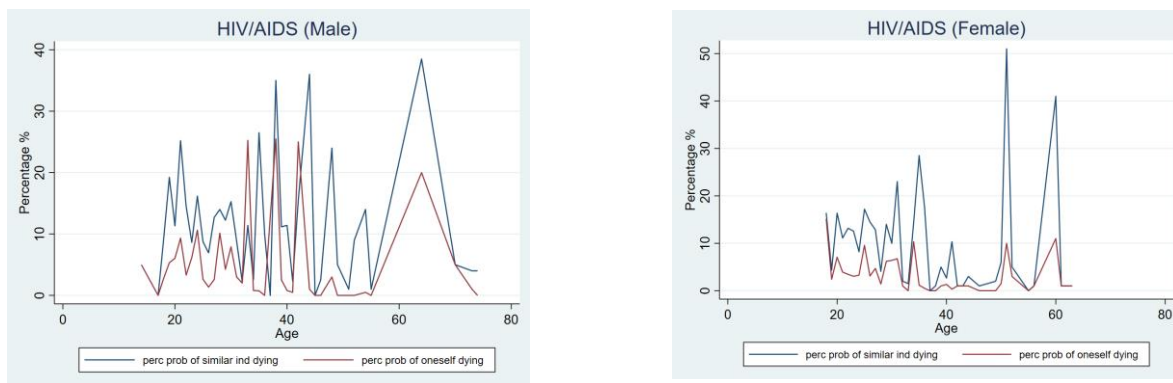 HIV/AIDS (Male)
Percentage %
40
30
20
10
0
0 20 40 60 80
Age
perc prob of similar ind dying perc prob of oneself dying
HIV/AIDS (Female)
Percentage %
50
40
30
20
10
0
0 20 40 60 80
Age
perc prob of similar ind dying perc prob of oneself dying